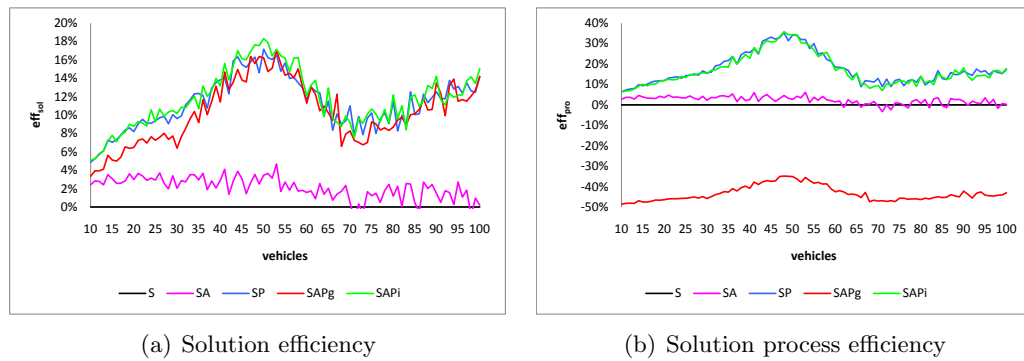 20%
18%
16%
14%
12%
10%
8%
6%
4%
2%
0%
eff_sol
10 15 20 25 30 35 40 45 50 55 60 65 70 75 80 85 90 95 100
vehicles
S SA SP SAPg SAPi
(a) Solution efficiency
40%
30%
20%
10%
0%
-10%
-20%
-30%
-40%
-50%
eff_pro
10 15 20 25 30 35 40 45 50 55 60 65 70 75 80 85 90 95 100
vehicles
S SA SP SAPg SAPi
(b) Solution process efficiency